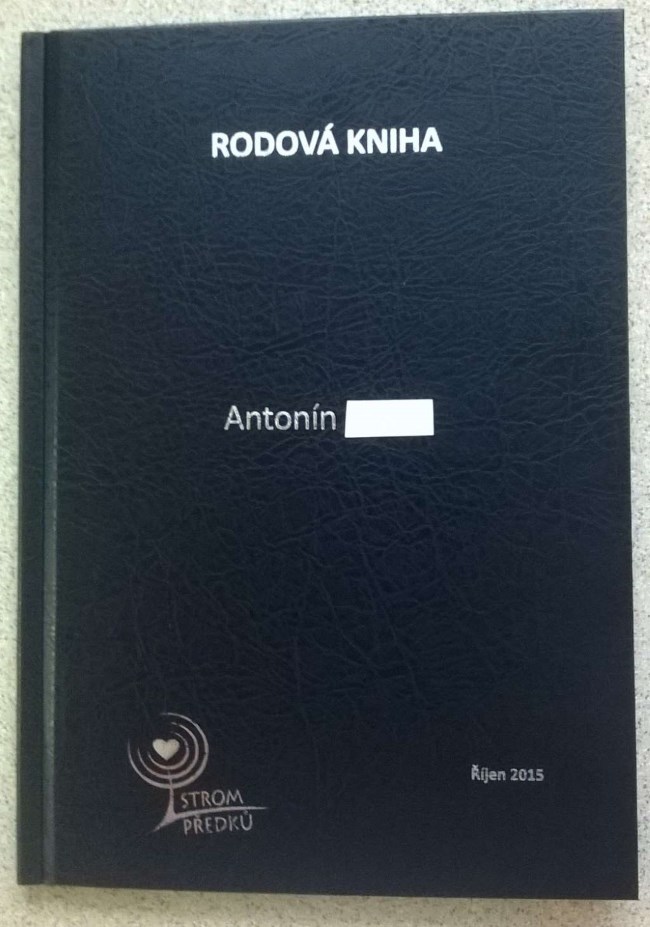 RODOVÁ KNIHA
Antonín
Říjen 2015
STROM
PŘEDKŮ